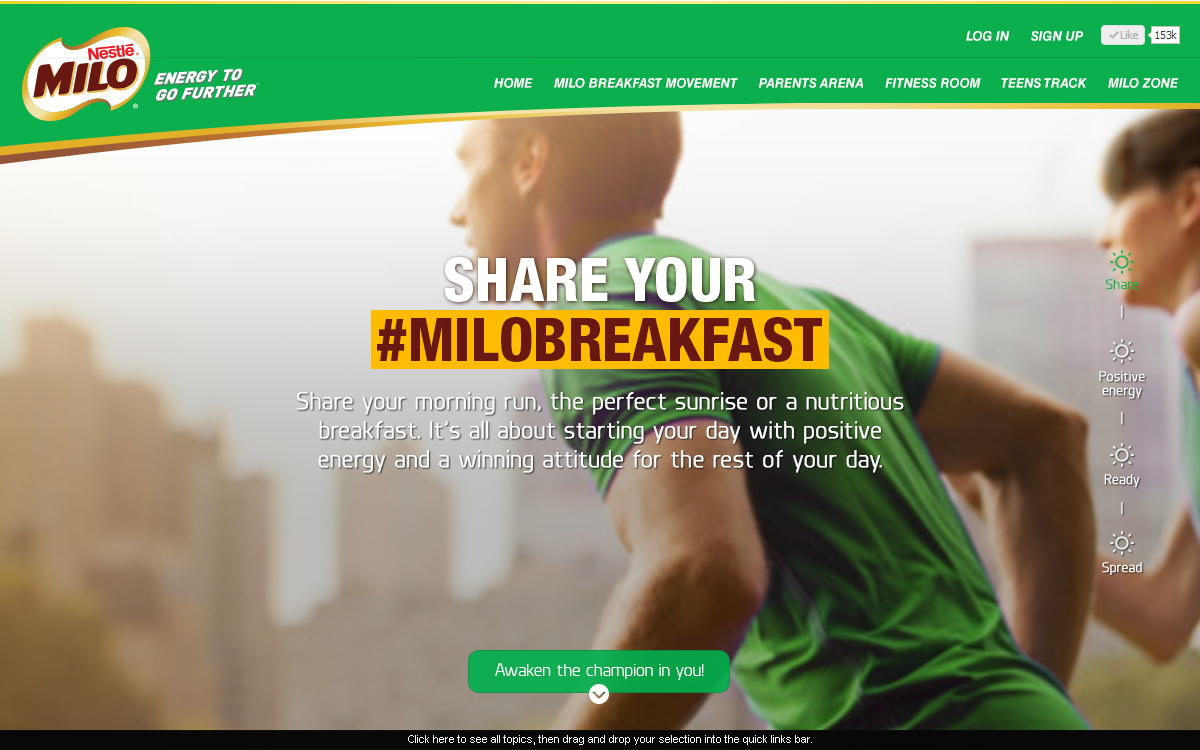 LOG IN SIGN UP Like 153k
Nestlé
MILO
ENERGY TO
GO FURTHER
HOME MILO BREAKFAST MOVEMENT PARENTS ARENA FITNESS ROOM TEENS TRACK MILO ZONE
SHARE YOUR
#MILOBREAKFAST
Share your morning run, the perfect sunrise or a nutritious
breakfast. It's all about starting your day with positive
energy and a winning attitude for the rest of your day.
Share
Positive
energy
Ready
Spread
Awaken the champion in you!
Click here to see all topics, then drag and drop your selection into the quick links bar.